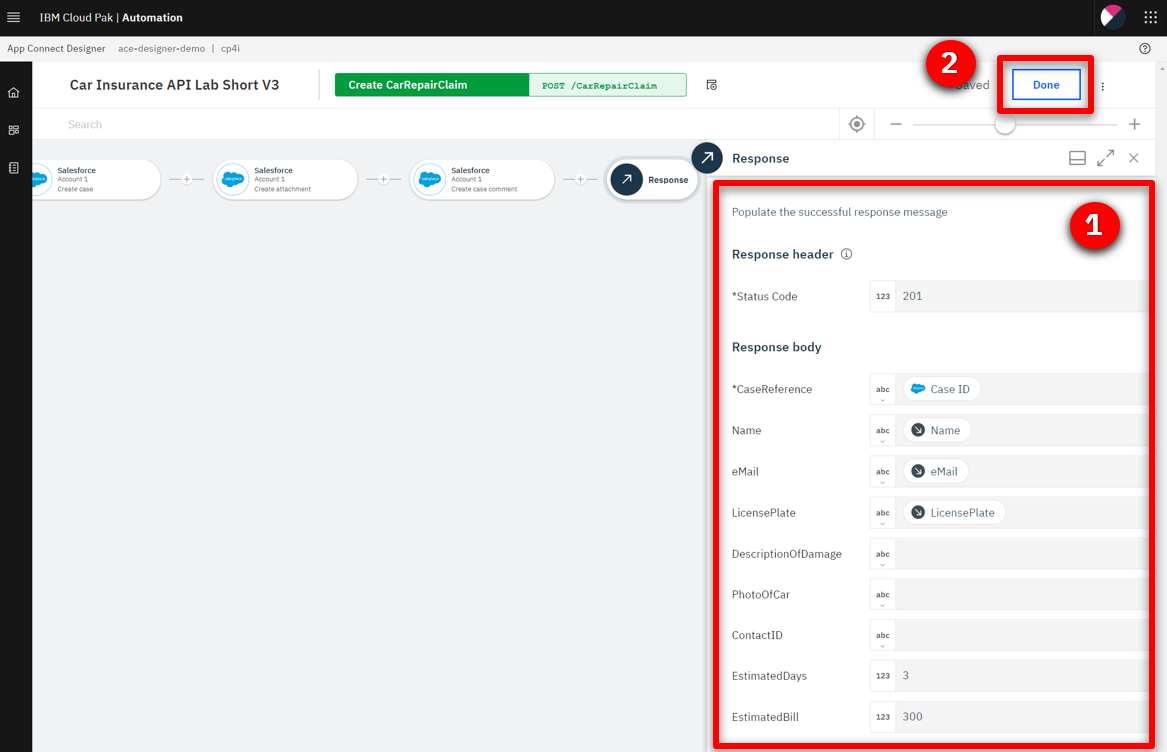 IBM Cloud Pak | Automation
App Connect Designer ace-designer-demo | cp4i
Car Insurance API Lab Short V3
Create CarRepairClaim POST /CarRepairClaim
2
Done
Search
Salesforce
Account 1
Create case
Salesforce
Account 1
Create attachment
Salesforce
Account 1
Create case comment
Response
Response
Populate the successful response message
1
Response header
*Status Code 123 201
Response body
*CaseReference abc Case ID
Name abc Name
eMail abc eMail
LicensePlate abc LicensePlate
DescriptionOfDamage abc
PhotoOfCar abc
ContactID abc
EstimatedDays 123 3
EstimatedBill 123 300